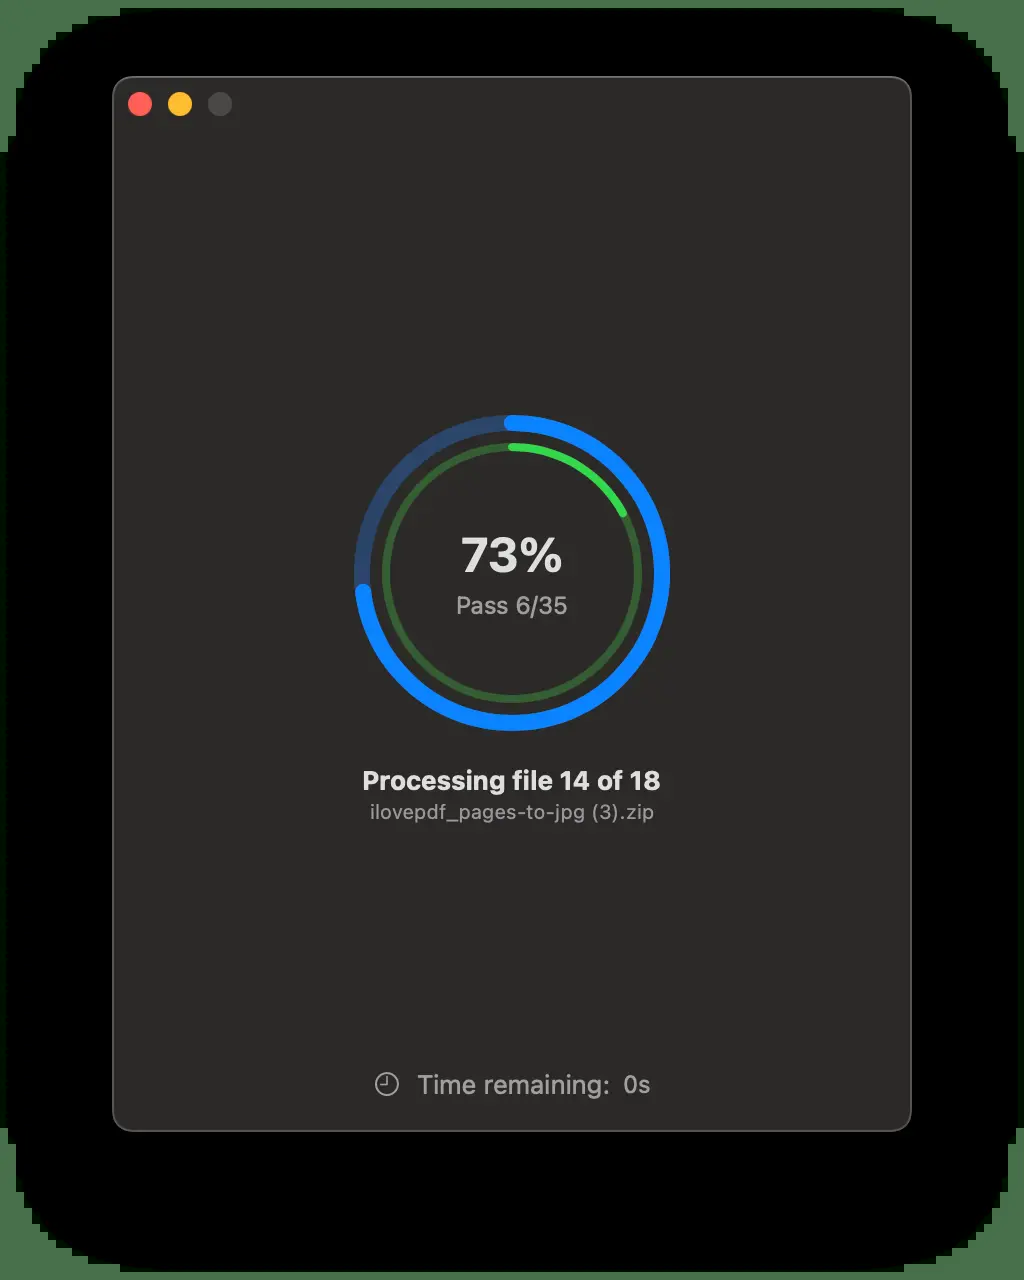 73%
Pass 6/35
Processing file 14 of 18
ilovepdf_pages-to-jpg (3).zip
Time remaining: 0s